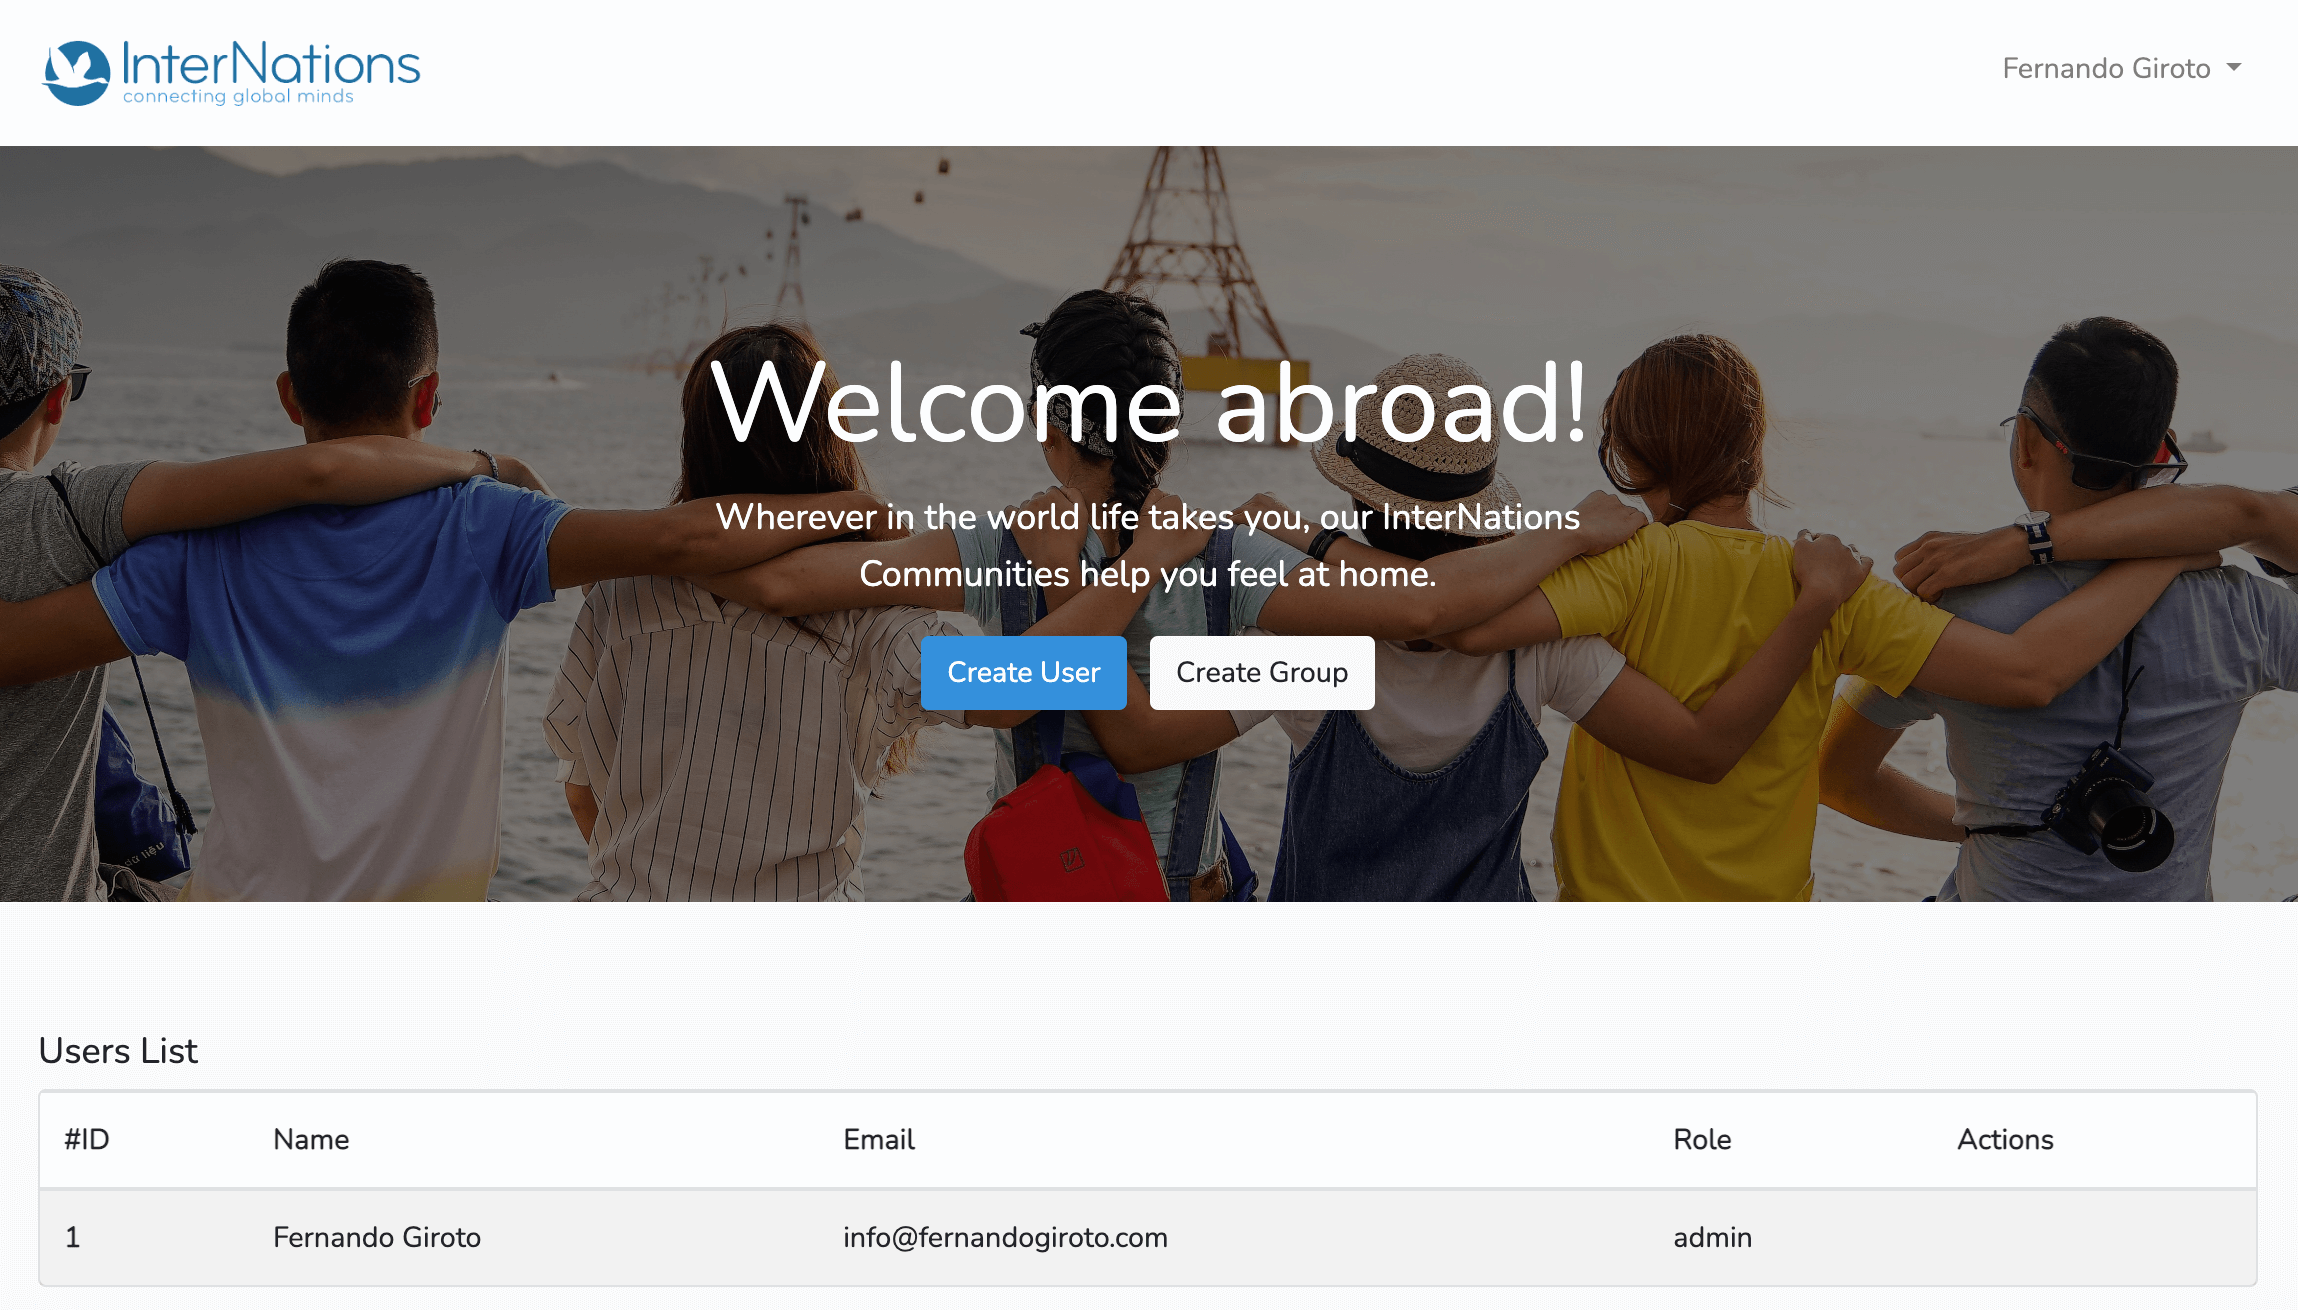 InterNations
connecting global minds
Fernando Giroto
Welcome abroad!
Wherever in the world life takes you, our InterNations
Communities help you feel at home.
Create User
Create Group
dữ liệu
Users List
#ID Name Email Role Actions
1 Fernando Giroto info@fernandogiroto.com admin